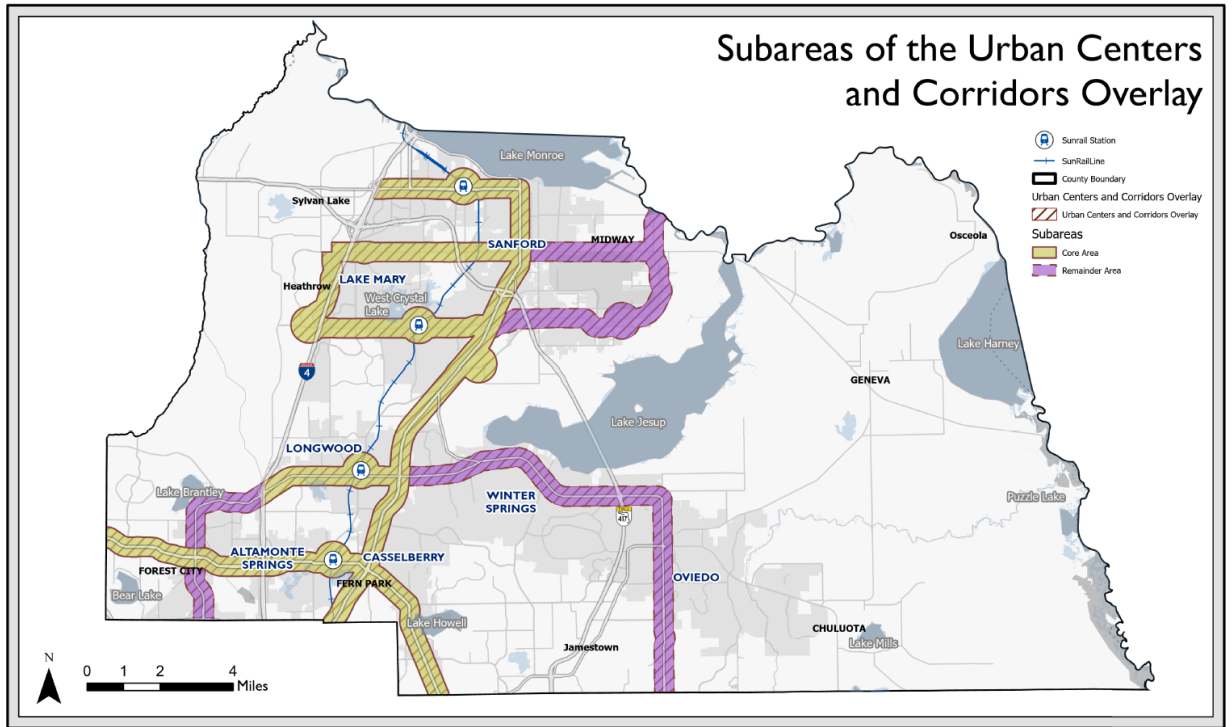 Subareas of the Urban Centers
and Corridors Overlay
Sunrail Station
SunRailLine
County Boundary
Urban Centers and Corridors Overlay
Urban Centers and Corridors Overlay
Subareas
Core Area
Remainder Area
Lake Monroe
Sylvan Lake
SANFORD
MIDWAY
Osceola
LAKE MARY
Heathrow
West Crystal
Lake
Lake Harney
4
GENEVA
Lake Jesup
LONGWOOD
Lake Brantley
WINTER
SPRINGS
Puzzle Lake
417
ALTAMONTE
SPRINGS
CASSELBERRY
FOREST CITY
FERN PARK
OVIEDO
Bear Lake
Lake Howell
CHULUOTA
Lake Mills
Jamestown
N
0 1 2 4
Miles